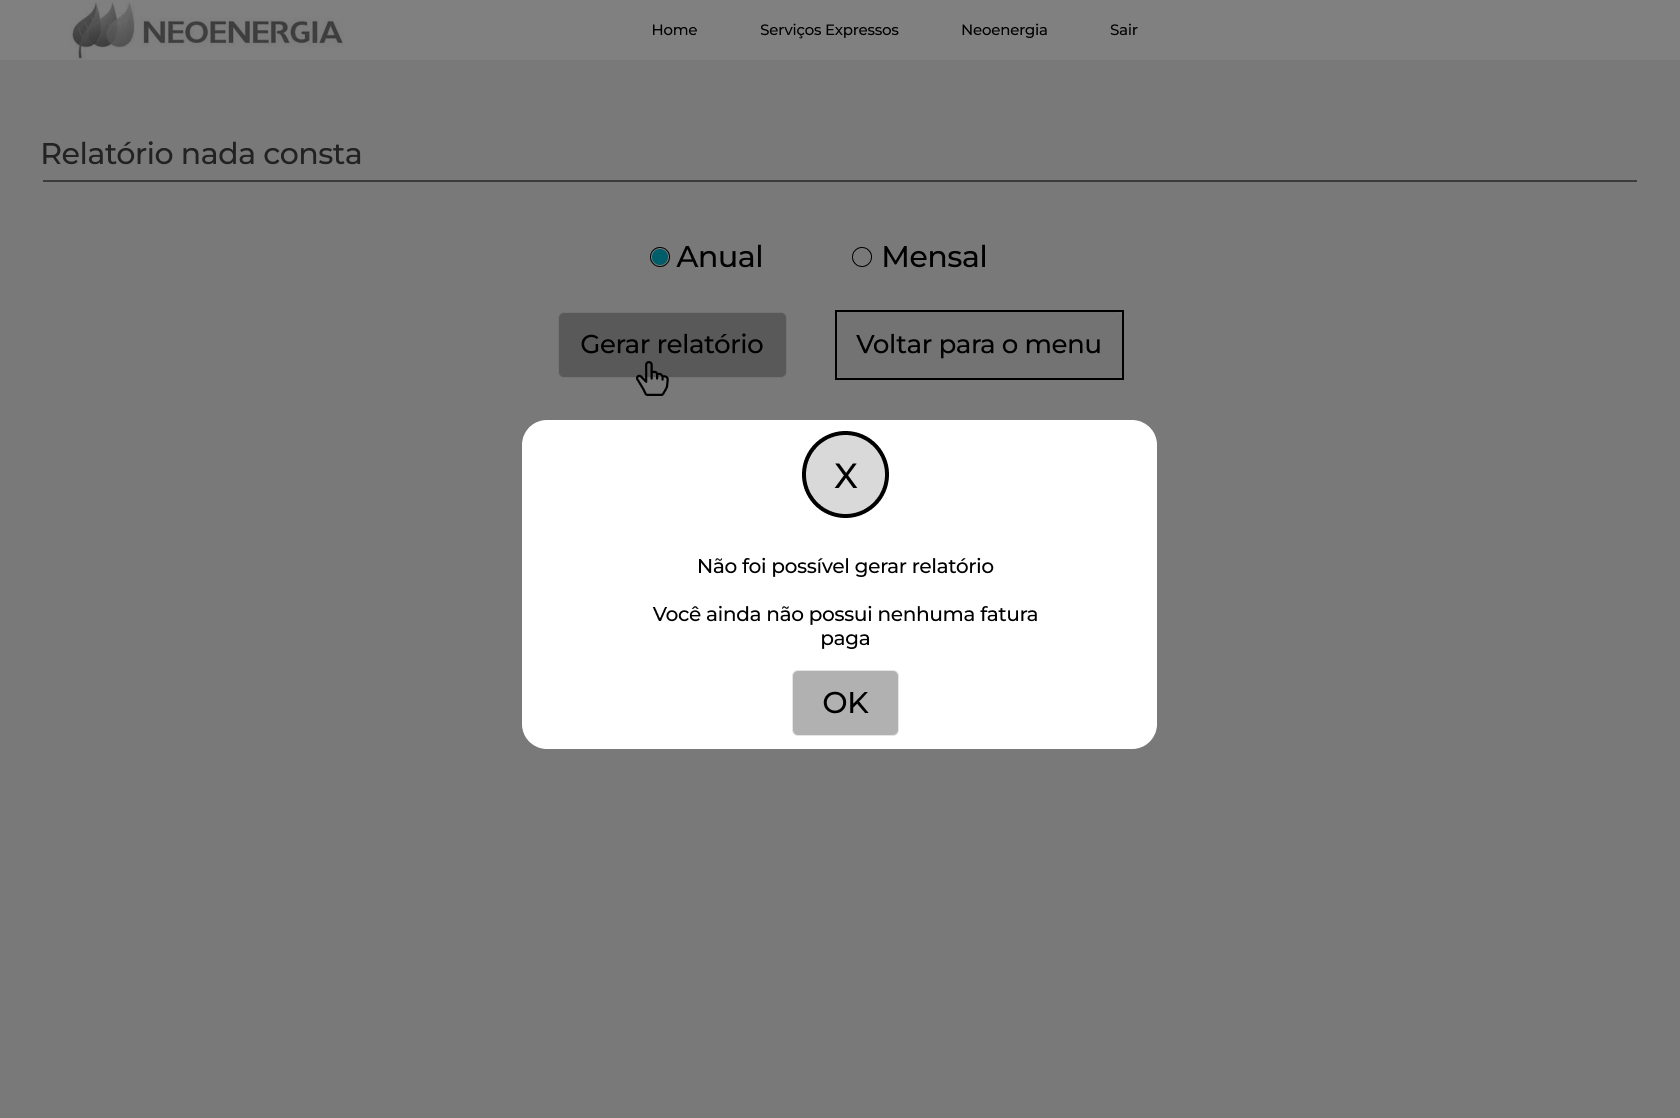 NEOENERGIA
Home Serviços Expressos Neoenergia Sair
Relatório nada consta
Anual Mensal
Gerar relatório Voltar para o menu
X
Não foi possível gerar relatório
Você ainda não possui nenhuma fatura
paga
OK